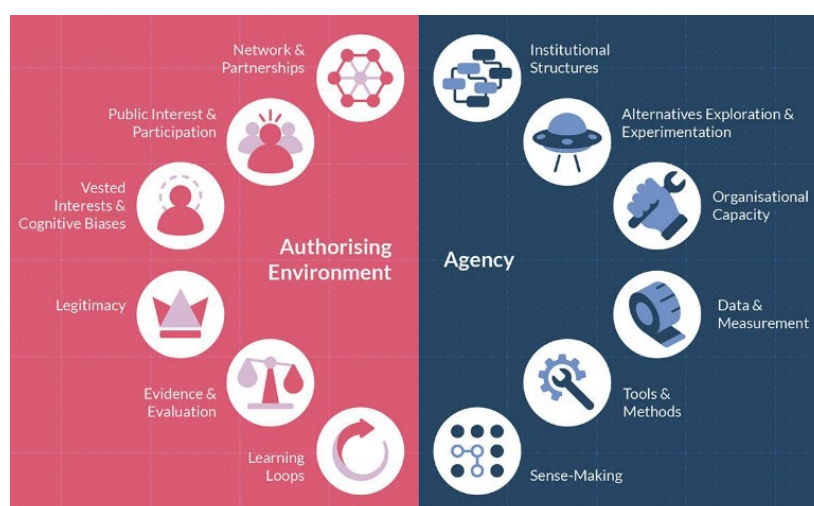 Network &
Partnerships
Public Interest &
Participation
Vested
Interests &
Cognitive Biases
Authorising
Environment
Legitimacy
Evidence &
Evaluation
Learning
Loops
Institutional
Structures
Alternatives Exploration &
Experimentation
Organisational
Capacity
Agency
Data &
Measurement
Tools &
Methods
Sense-Making